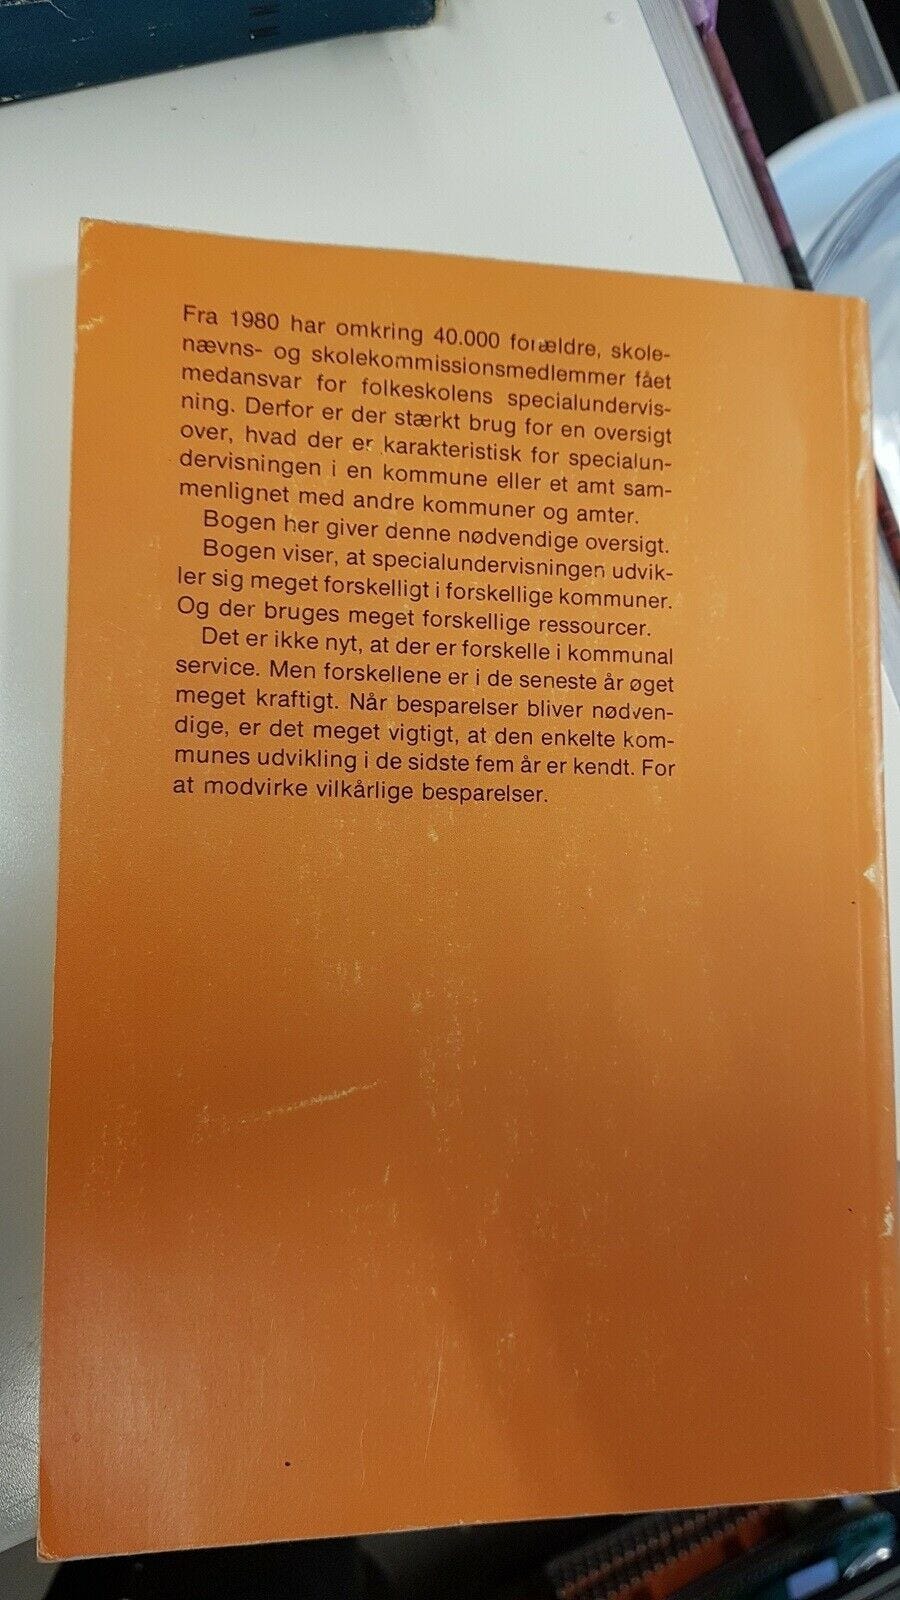 Fra 1980 har omkring 40.000 forældre, skole-
nævns- og skolekommissionsmedlemmer fået
medansvar for folkeskolens specialundervis-
ning. Derfor er der stærkt brug for en oversigt
over, hvad der er karakteristisk for specialun-
dervisningen i en kommune eller et amt sam-
menlignet med andre kommuner og amter.
Bogen her giver denne nødvendige oversigt.
Bogen viser, at specialundervisningen udvik-
ler sig meget forskelligt i forskellige kommuner.
Og der bruges meget forskellige ressourcer.
Det er ikke nyt, at der er forskelle i kommunal
service. Men forskellene er i de seneste år øget
meget kraftigt. Når besparelser bliver nødven-
dige, er det meget vigtigt, at den enkelte kom-
munes udvikling i de sidste fem år er kendt. For
at modvirke vilkårlige besparelser.